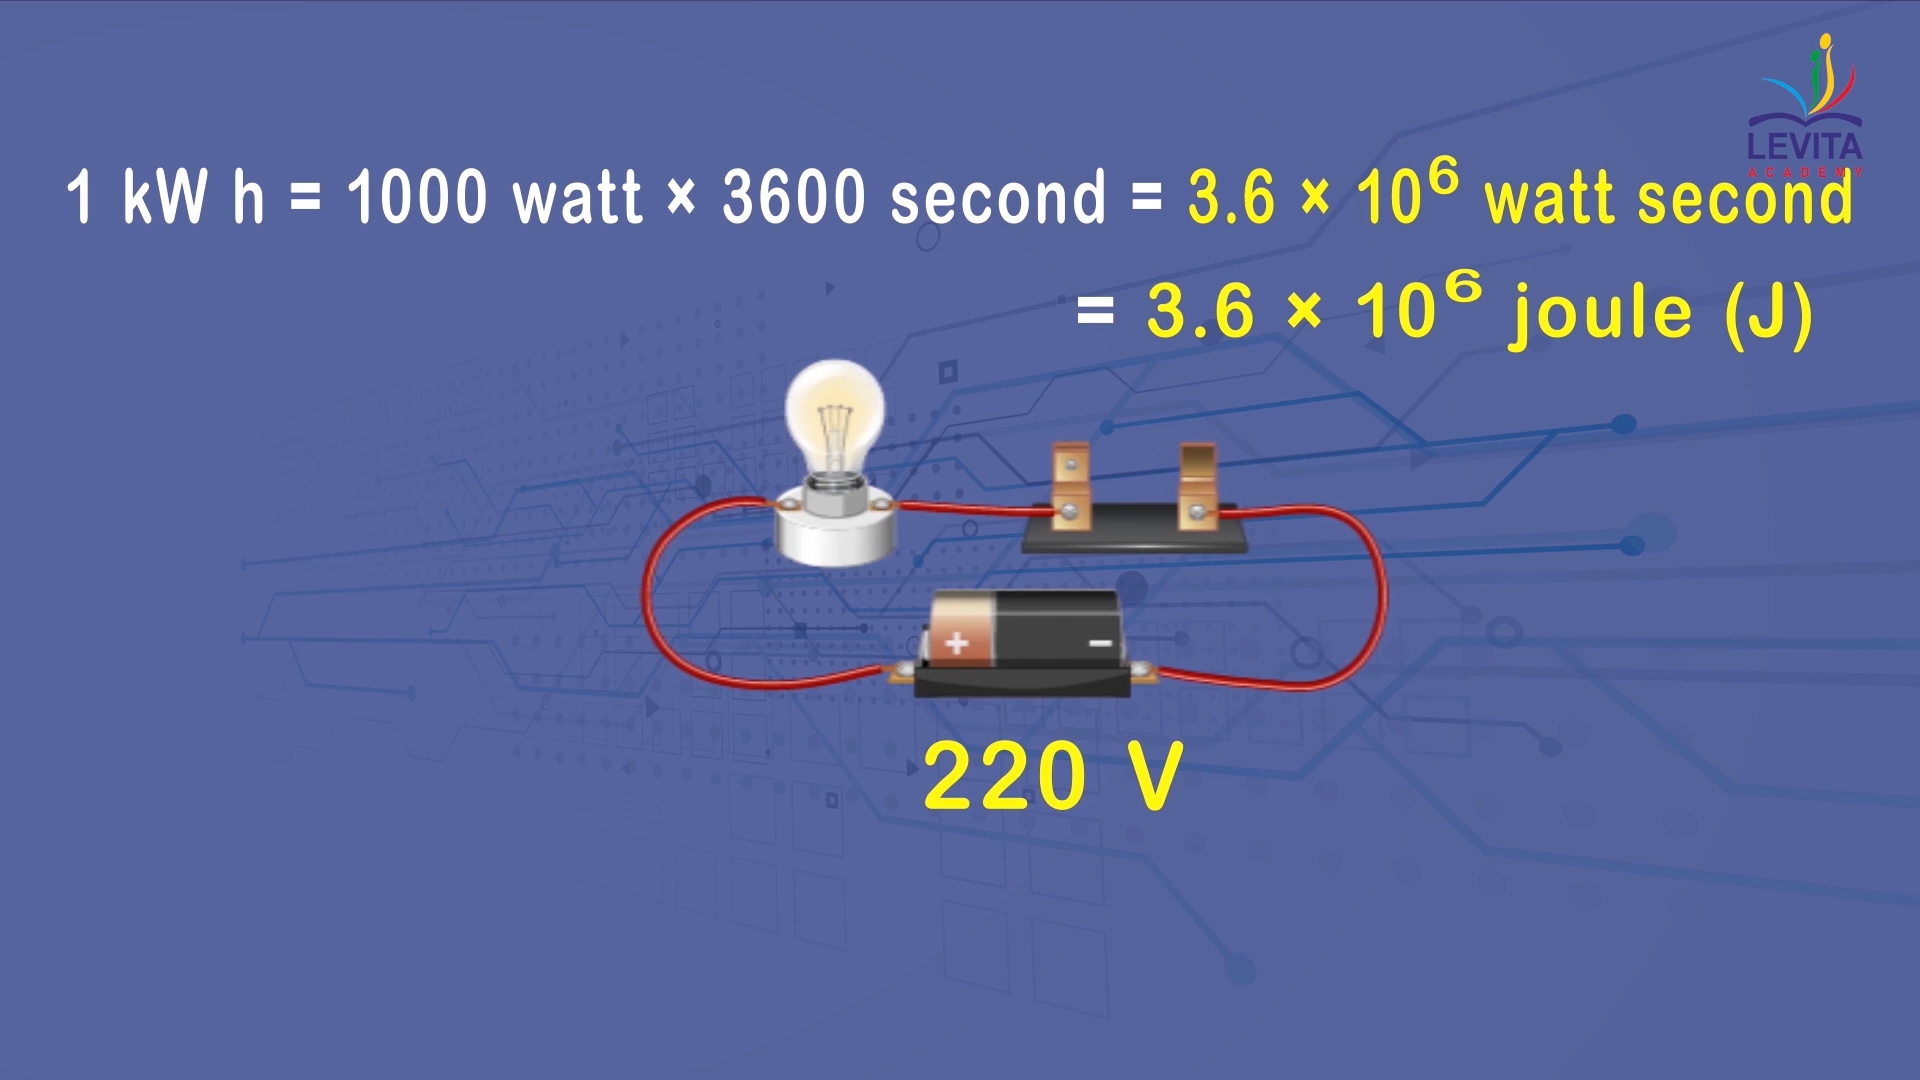 LEVITA
ACADEMY
1 kW h = 1000 watt × 3600 second = 3.6 × 10⁶ watt second
= 3.6 × 10⁶ joule (J)
+ −
220 V